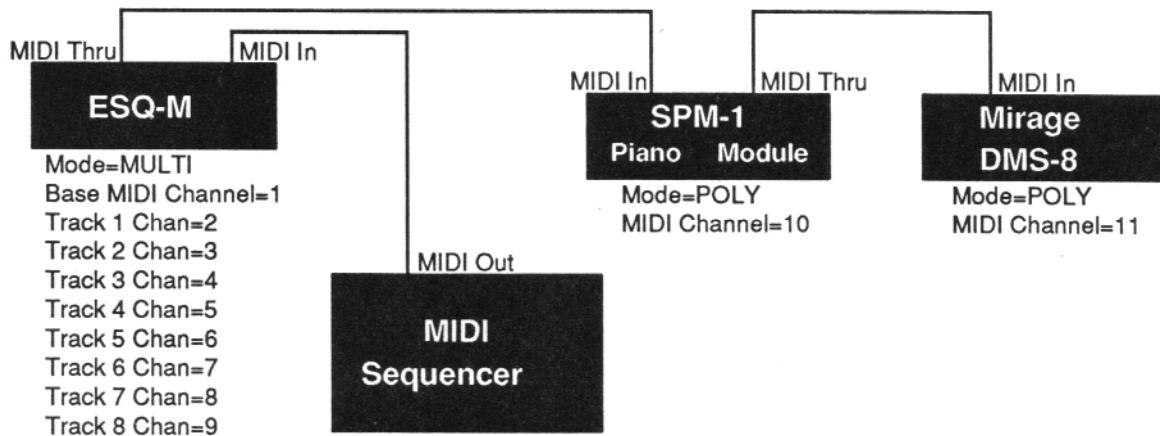 MIDI Thru
MIDI In
ESQ-M
Mode=MULTI
Base MIDI Channel=1
Track 1 Chan=2
Track 2 Chan=3
Track 3 Chan=4
Track 4 Chan=5
Track 5 Chan=6
Track 6 Chan=7
Track 7 Chan=8
Track 8 Chan=9
MIDI Out
MIDI
Sequencer
MIDI In
MIDI Thru
SPM-1
Piano Module
Mode=POLY
MIDI Channel=10
MIDI In
Mirage
DMS-8
Mode=POLY
MIDI Channel=11